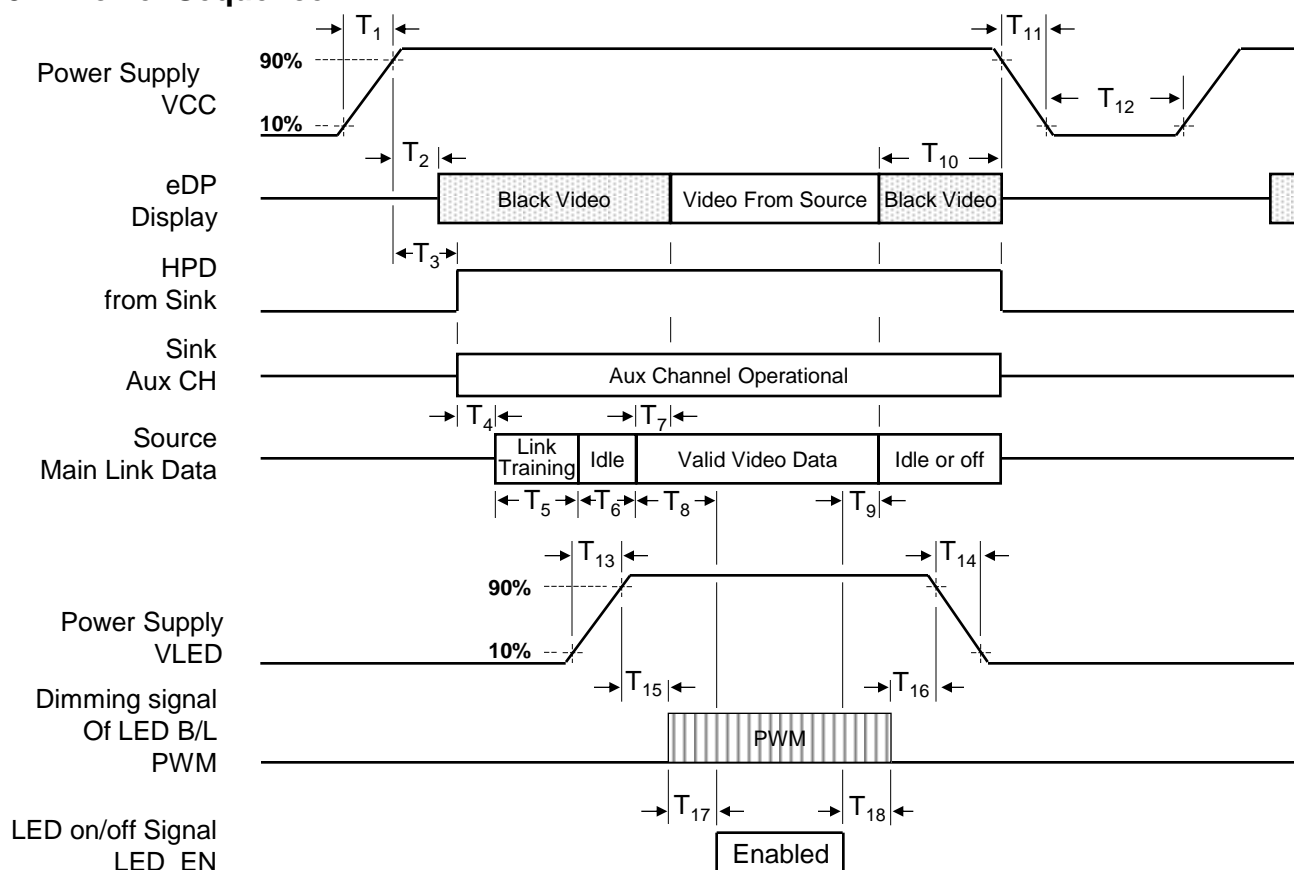 T1
T11
90%
Power Supply
VCC
T12
10%
T2
T10
eDP
Display
Black Video
Video From Source
Black Video
T3
HPD
from Sink
Sink
Aux CH
Aux Channel Operational
T4
T7
Source
Main Link Data
Link
Training
Idle
Valid Video Data
Idle or off
T5
T6
T8
T9
T13
T14
90%
Power Supply
VLED
10%
T15
T16
Dimming signal
Of LED B/L
PWM
PWM
T17
T18
LED on/off Signal
LED_EN
Enabled